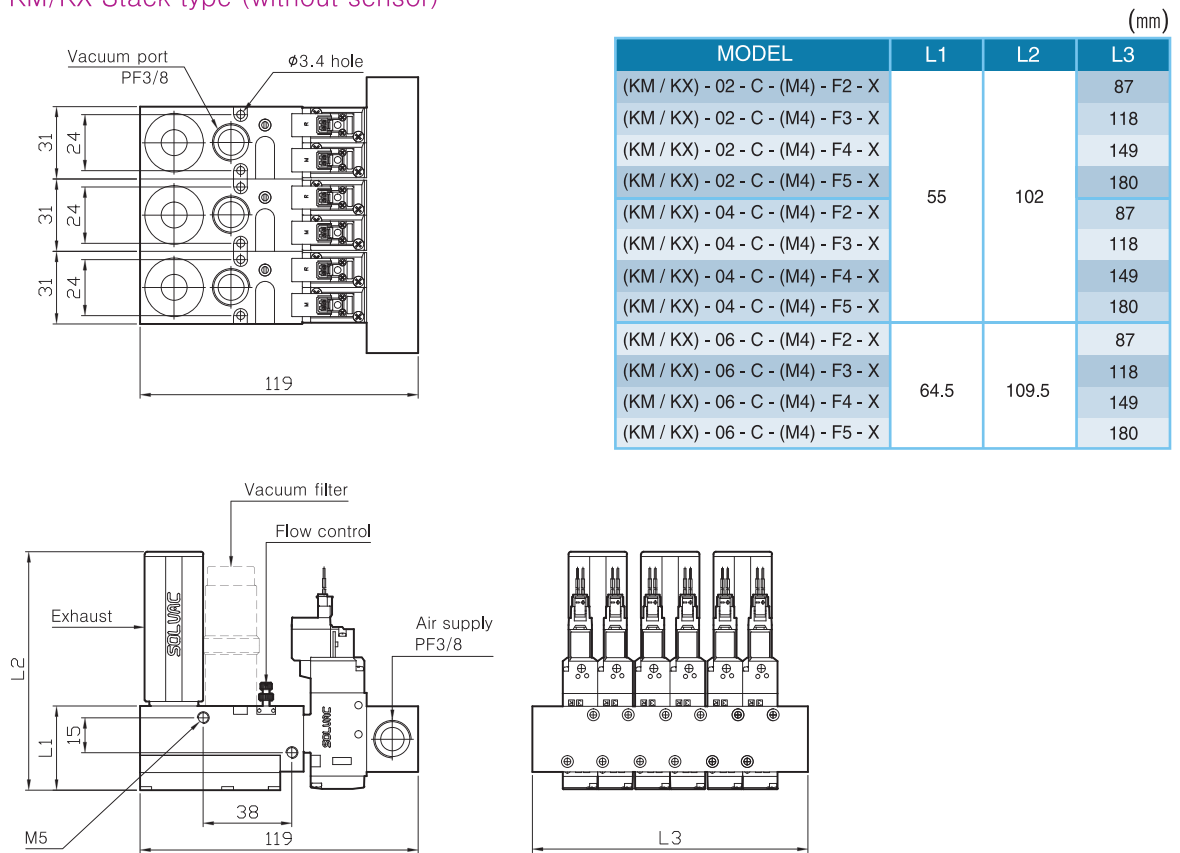 KM/KX Stack type (without sensor)
(mm)
Vacuum port
PF3/8
ø3.4 hole
31
24
31
24
31
24
R
M
R
M
R
M
119
MODEL L1 L2 L3
(KM / KX) - 02 - C - (M4) - F2 - X 55 102 87
(KM / KX) - 02 - C - (M4) - F3 - X 118
(KM / KX) - 02 - C - (M4) - F4 - X 149
(KM / KX) - 02 - C - (M4) - F5 - X 180
(KM / KX) - 04 - C - (M4) - F2 - X 87
(KM / KX) - 04 - C - (M4) - F3 - X 118
(KM / KX) - 04 - C - (M4) - F4 - X 149
(KM / KX) - 04 - C - (M4) - F5 - X 180
(KM / KX) - 06 - C - (M4) - F2 - X 64.5 109.5 87
(KM / KX) - 06 - C - (M4) - F3 - X 118
(KM / KX) - 06 - C - (M4) - F4 - X 149
(KM / KX) - 06 - C - (M4) - F5 - X 180
Vacuum filter
Flow control
Exhaust
SOLVAC
Air supply
PF3/8
SOLVAC
L2
L1
15
38
M5
119
L3